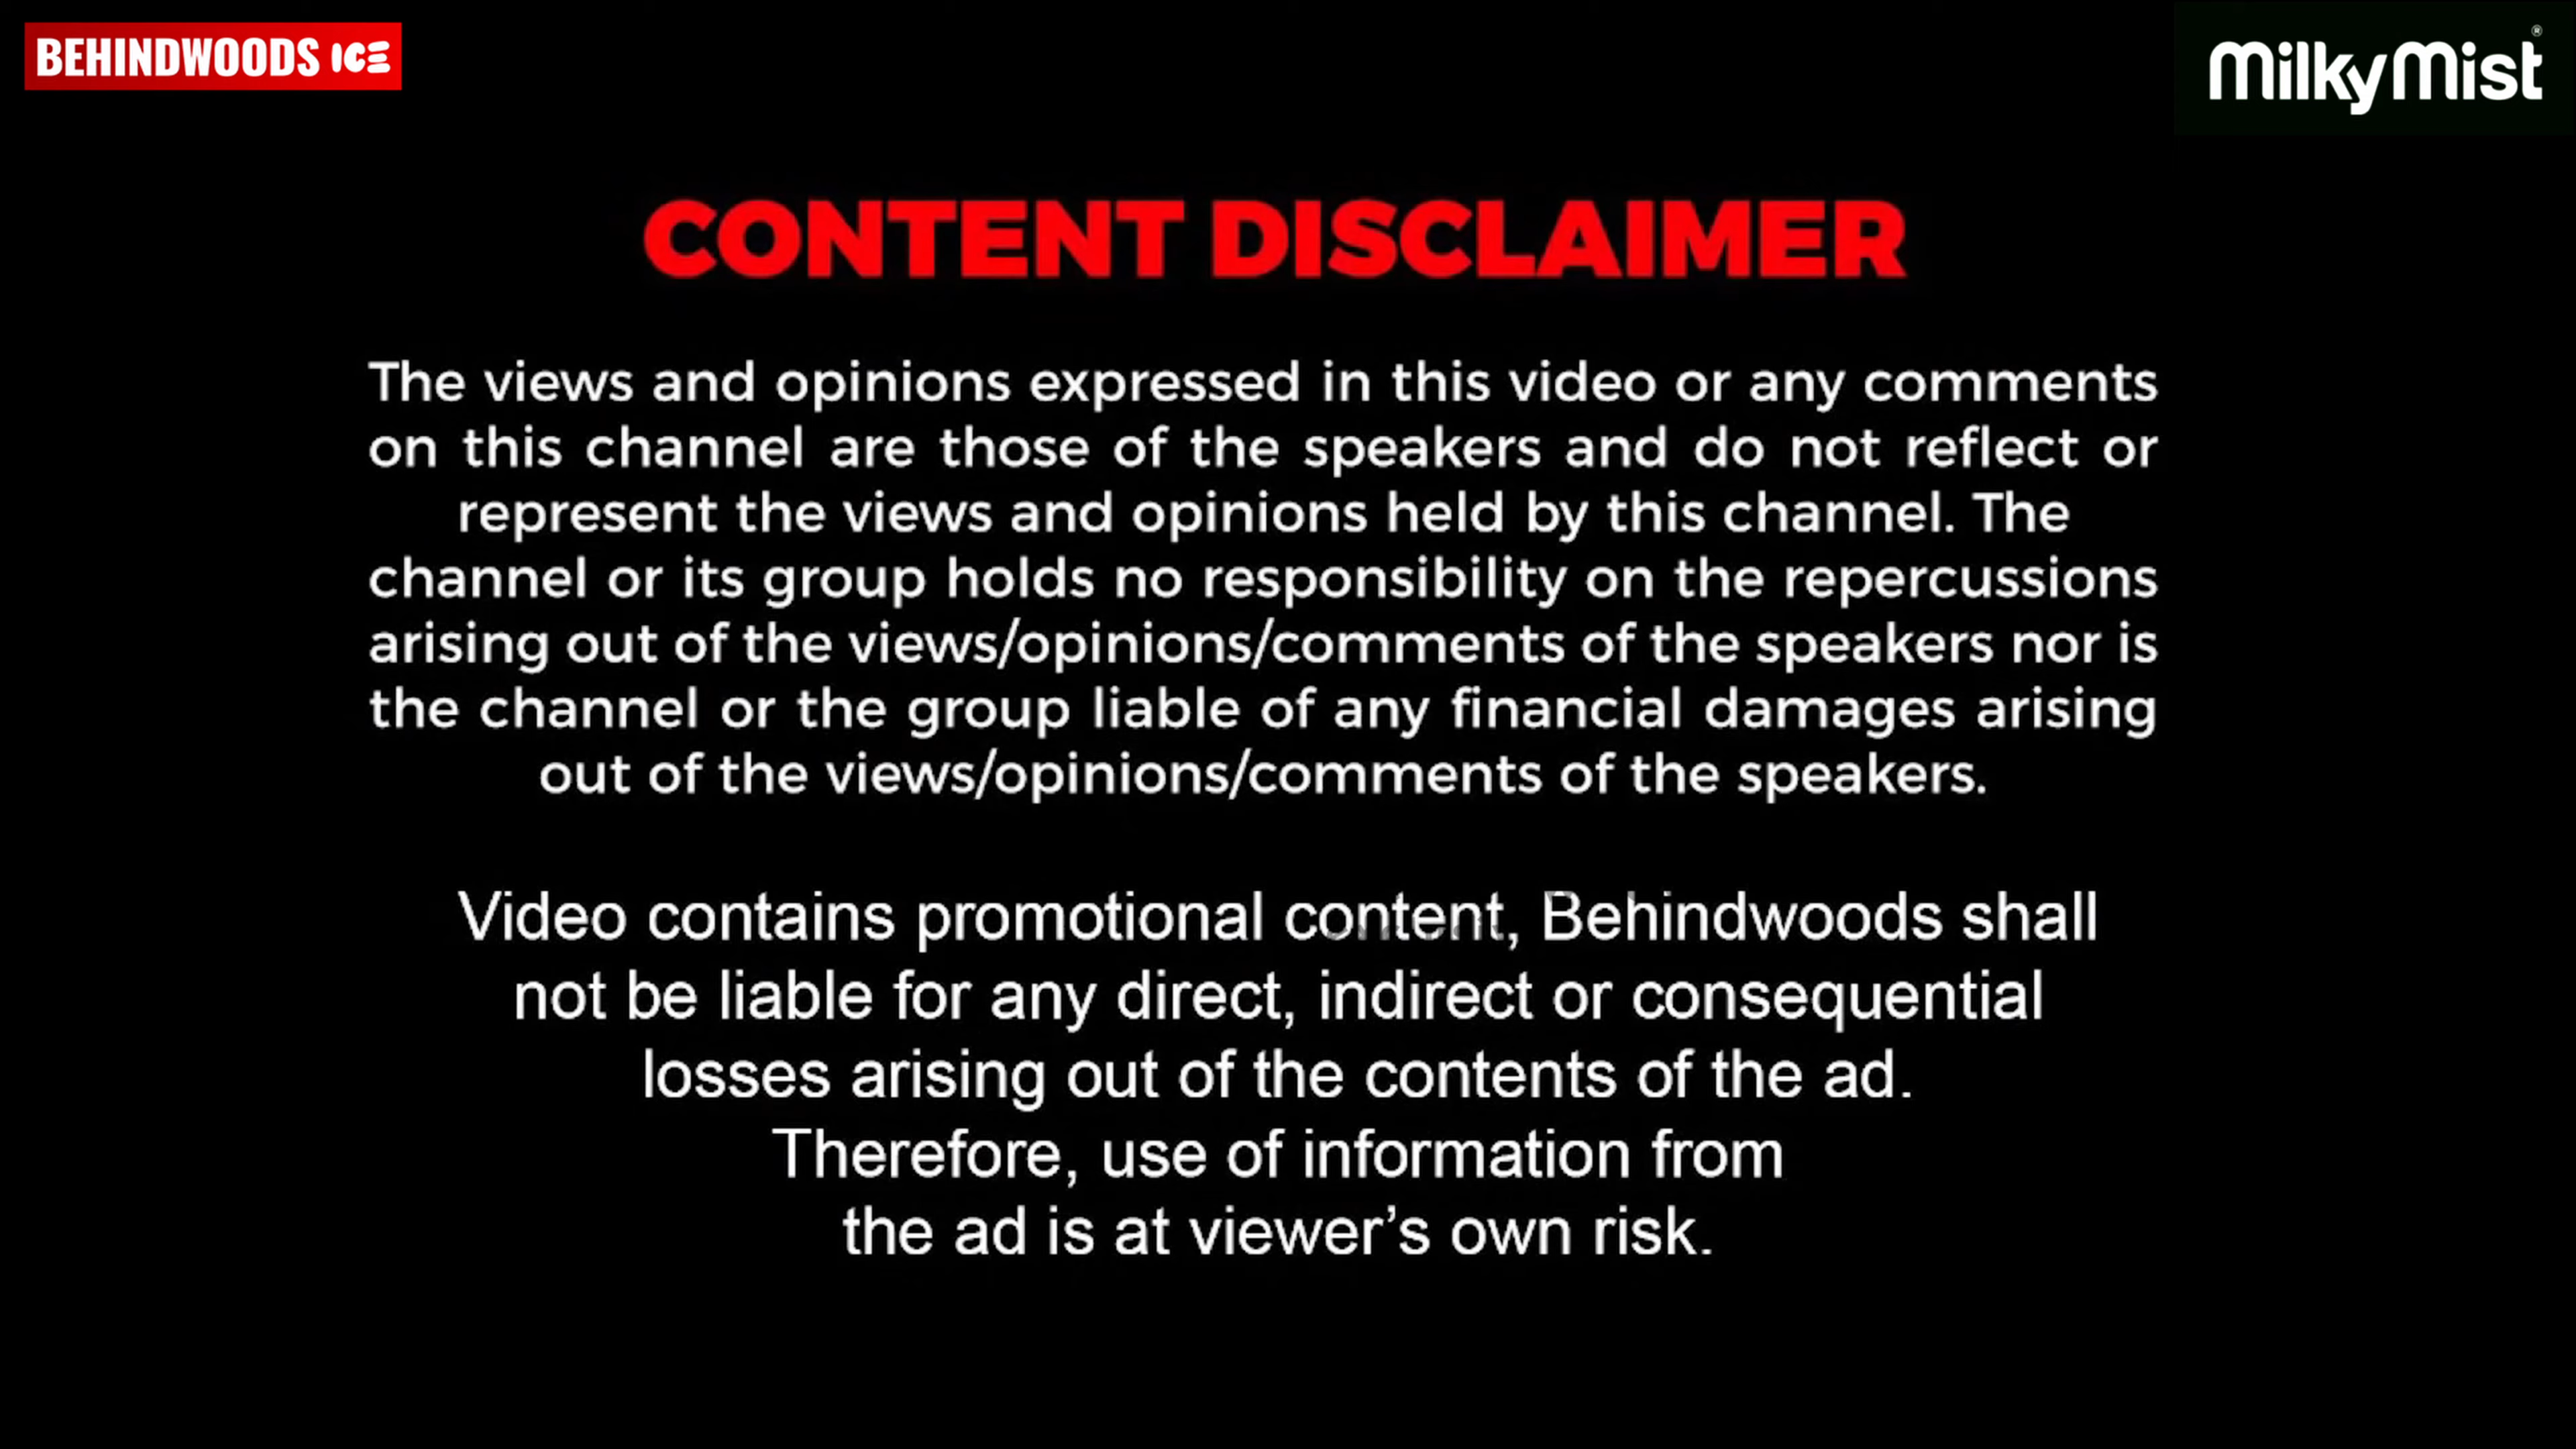 BEHINDWOODS ICE
MilkyMist®
CONTENT DISCLAIMER
The views and opinions expressed in this video or any comments
on this channel are those of the speakers and do not reflect or
represent the views and opinions held by this channel. The
channel or its group holds no responsibility on the repercussions
arising out of the views/opinions/comments of the speakers nor is
the channel or the group liable of any financial damages arising
out of the views/opinions/comments of the speakers.
Video contains promotional content, Behindwoods shall
not be liable for any direct, indirect or consequential
losses arising out of the contents of the ad.
Therefore, use of information from
the ad is at viewer’s own risk.